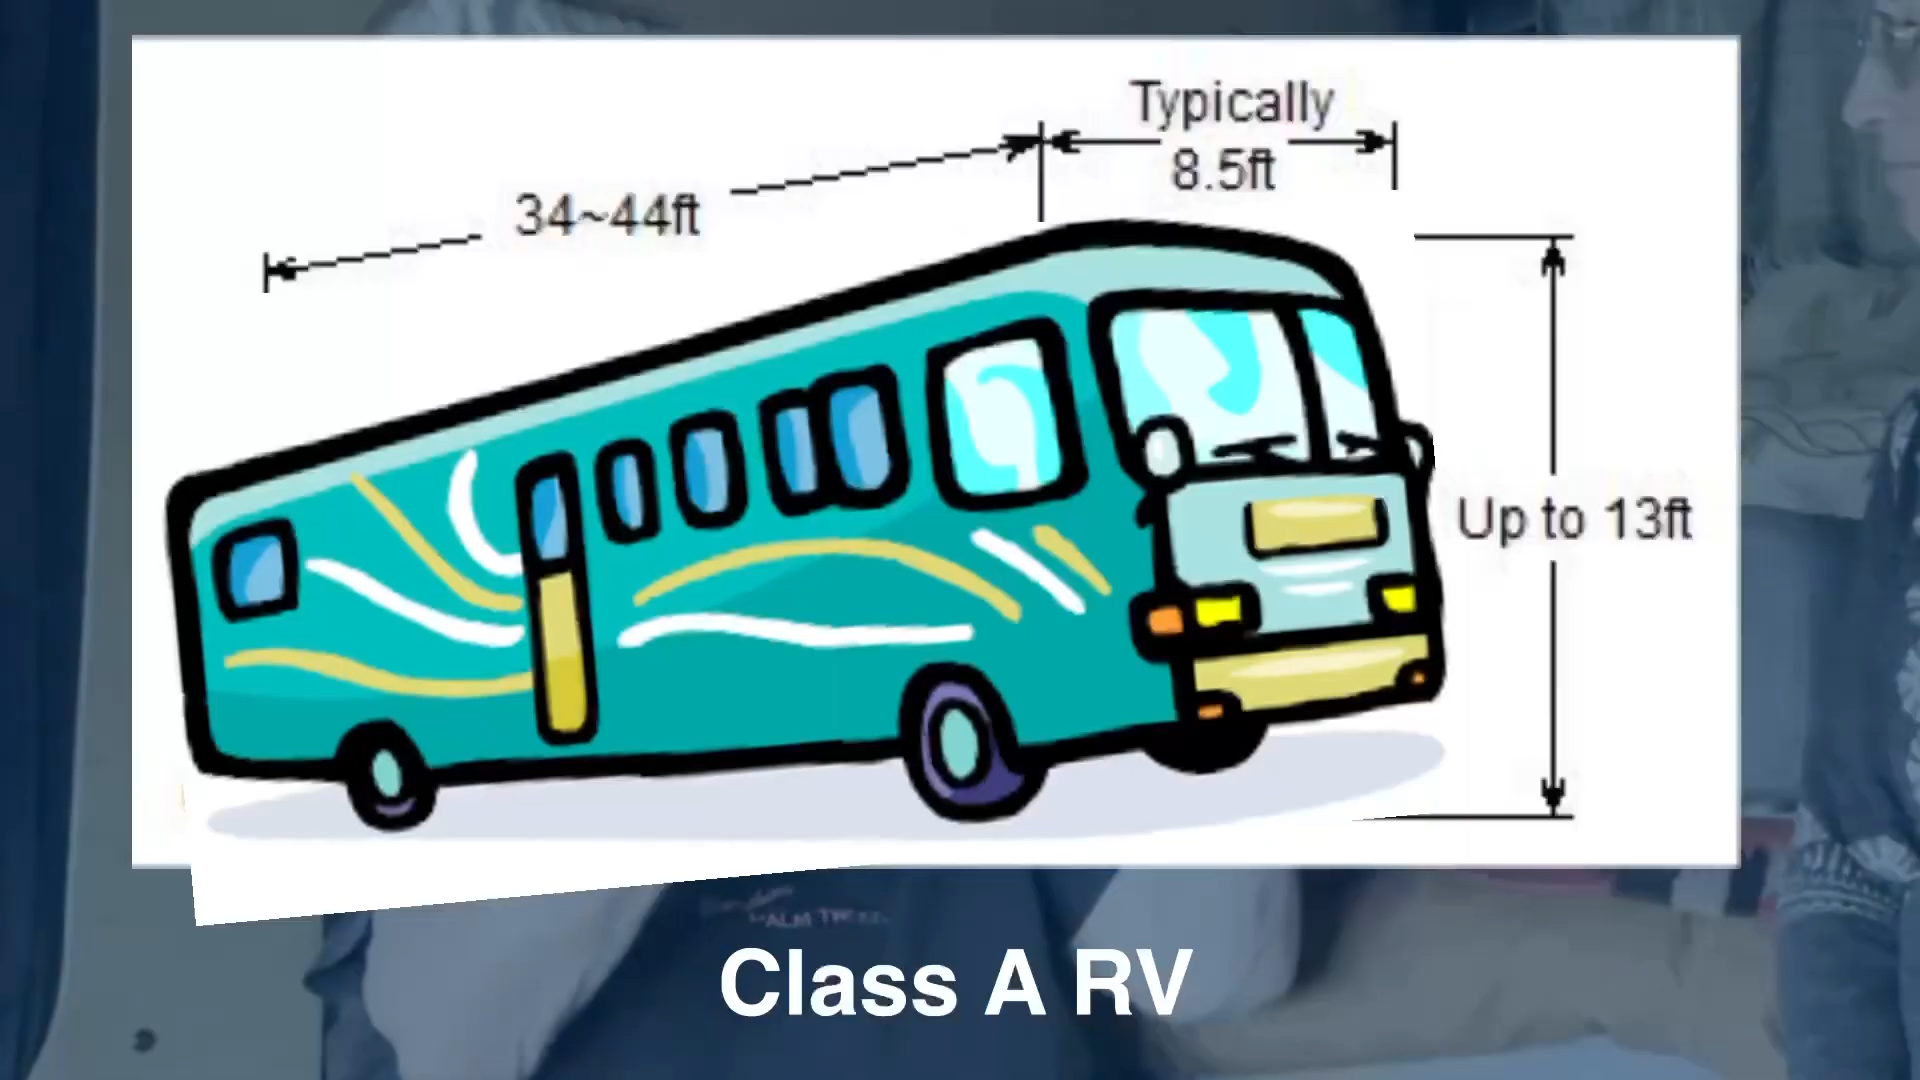 Typically
8.5ft
34~44ft
Up to 13ft
Class A RV